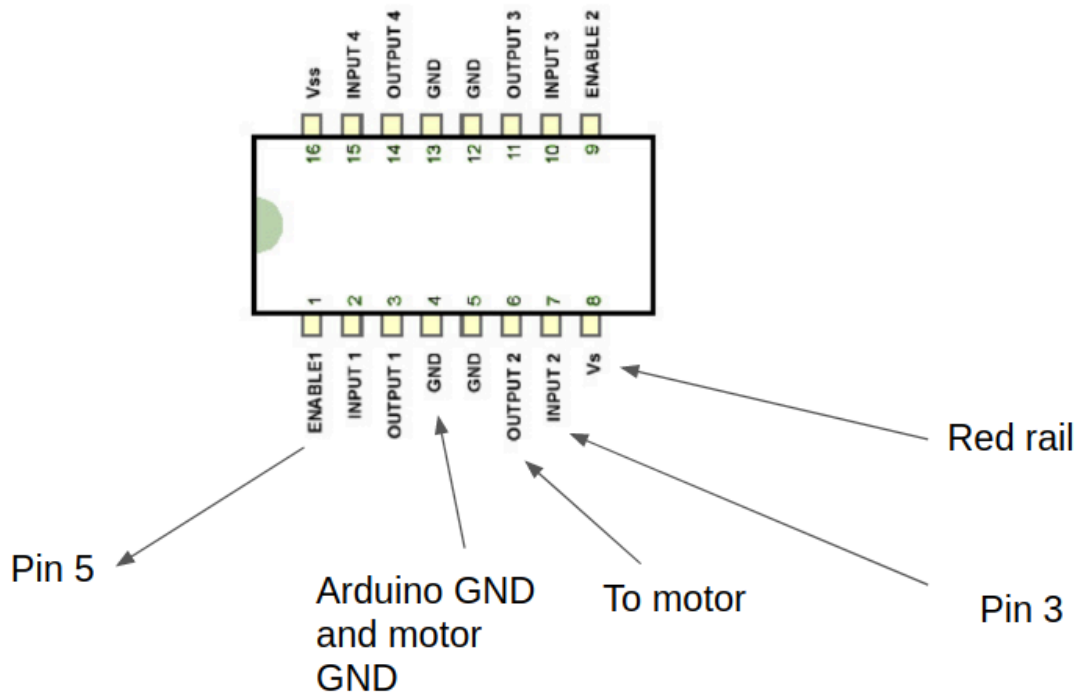 Vss
INPUT 4
OUTPUT 4
GND
GND
OUTPUT 3
INPUT 3
ENABLE 2
16
15
14
13
12
11
10
9
1
2
3
4
5
6
7
8
ENABLE1
INPUT 1
OUTPUT 1
GND
GND
OUTPUT 2
INPUT 2
Vs
Red rail
Pin 5
Arduino GND
and motor
GND
To motor
Pin 3